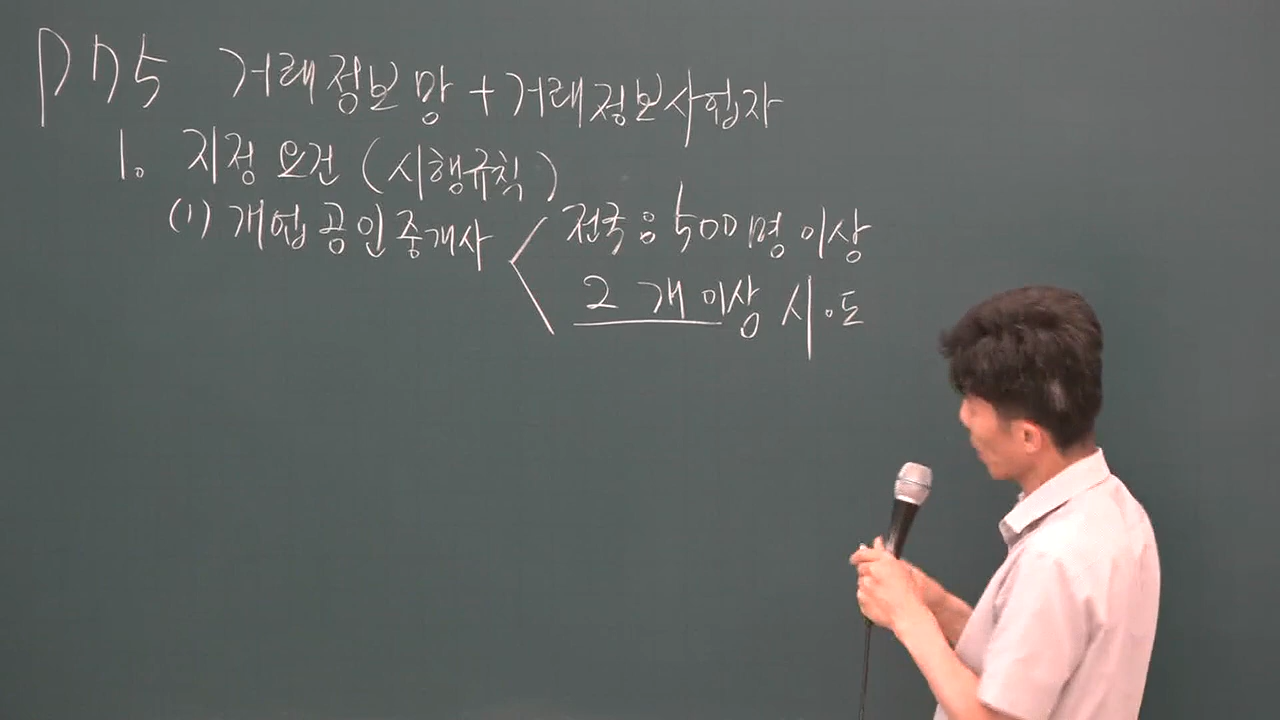 P75 거래정보망 + 거래정보사업자
1. 지정 요건 (시행규칙)
(1) 개업공인중개사 < 전국 : 500명 이상
2개 이상 시·도